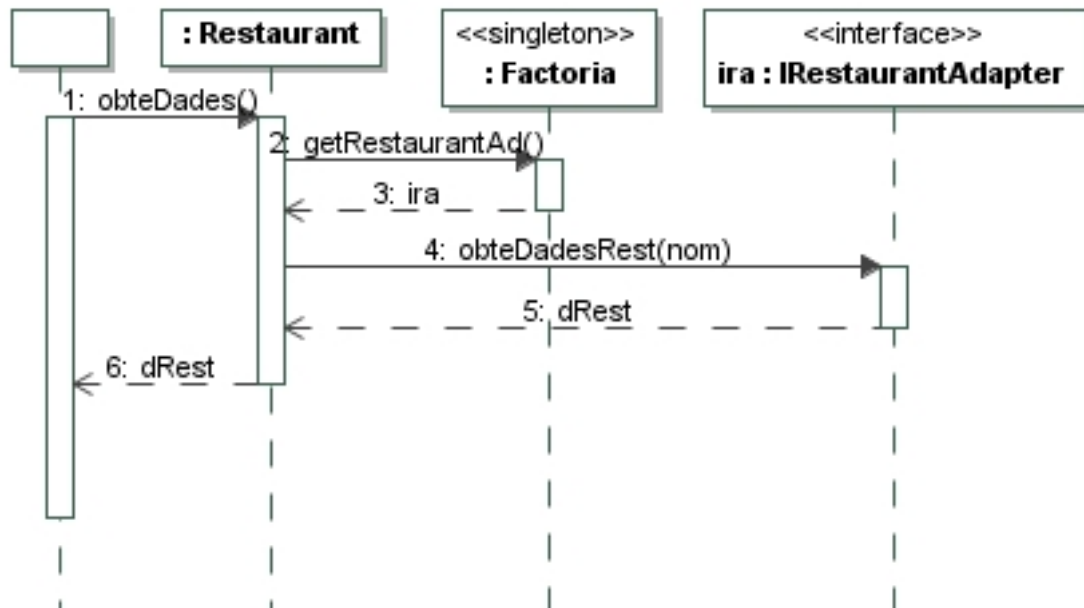 : Restaurant
<<singleton>>
: Factoria
<<interface>>
ira : IRestaurantAdapter
1: obteDades()
2: getRestaurantAd()
3: ira
4: obteDadesRest(nom)
5: dRest
6: dRest